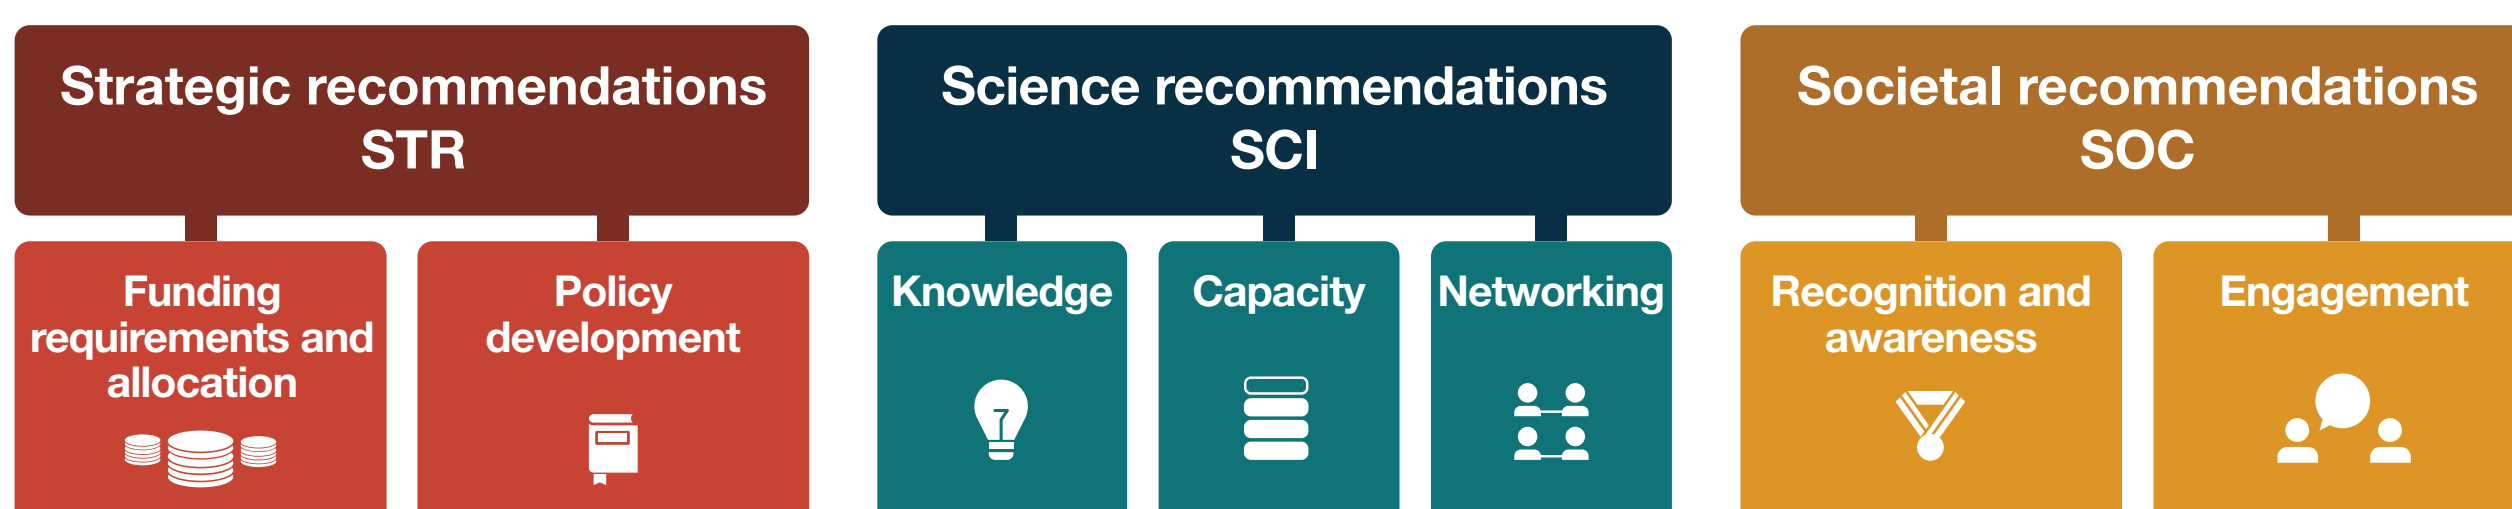 Strategic recommendations
STR
Science recommendations
SCI
Societal recommendations
SOC
Funding
requirements and
allocation
Policy
development
Knowledge
Capacity
Networking
Recognition and
awareness
Engagement